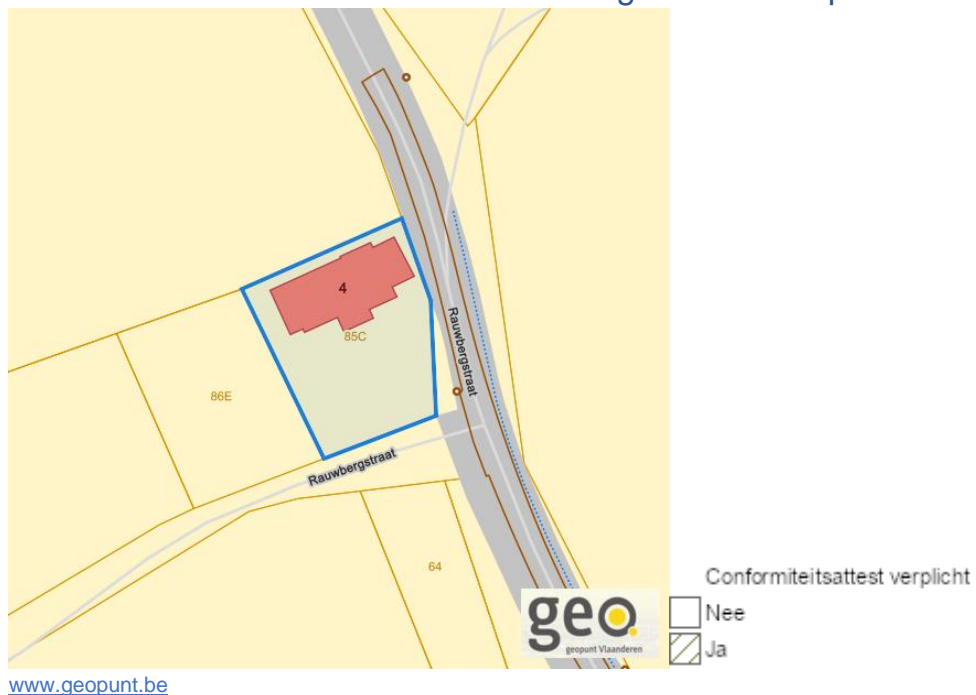 4
85C
86E
Rauwbergstraat
Rauwbergstraat
64
geo
geopunt Vlaanderen
Conformiteitsattest verplicht
Nee
Ja
www.geopunt.be